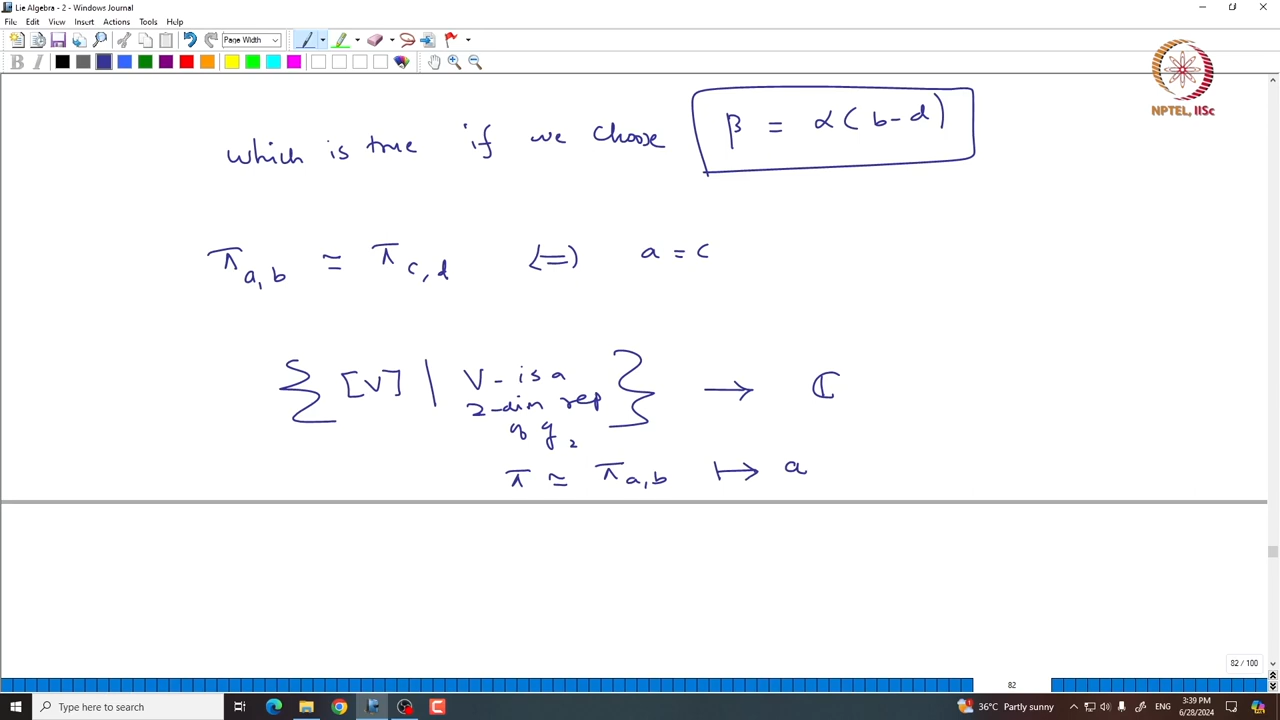 Lie Algebra - 2 - Windows Journal
File Edit View Insert Actions Tools Help
Page Width
B I
NPTEL, IISc
which is true if we choose β = α(b-d)
π_{a,b} ≃ π_{c,d} ⟺ a = c
{ [V] | V - is a 2-dim rep of g_2 } → ℂ
π ≃ π_{a,b} ↦ a
82 / 100
82
Type here to search
36°C Partly sunny
3:39 PM
6/28/2024